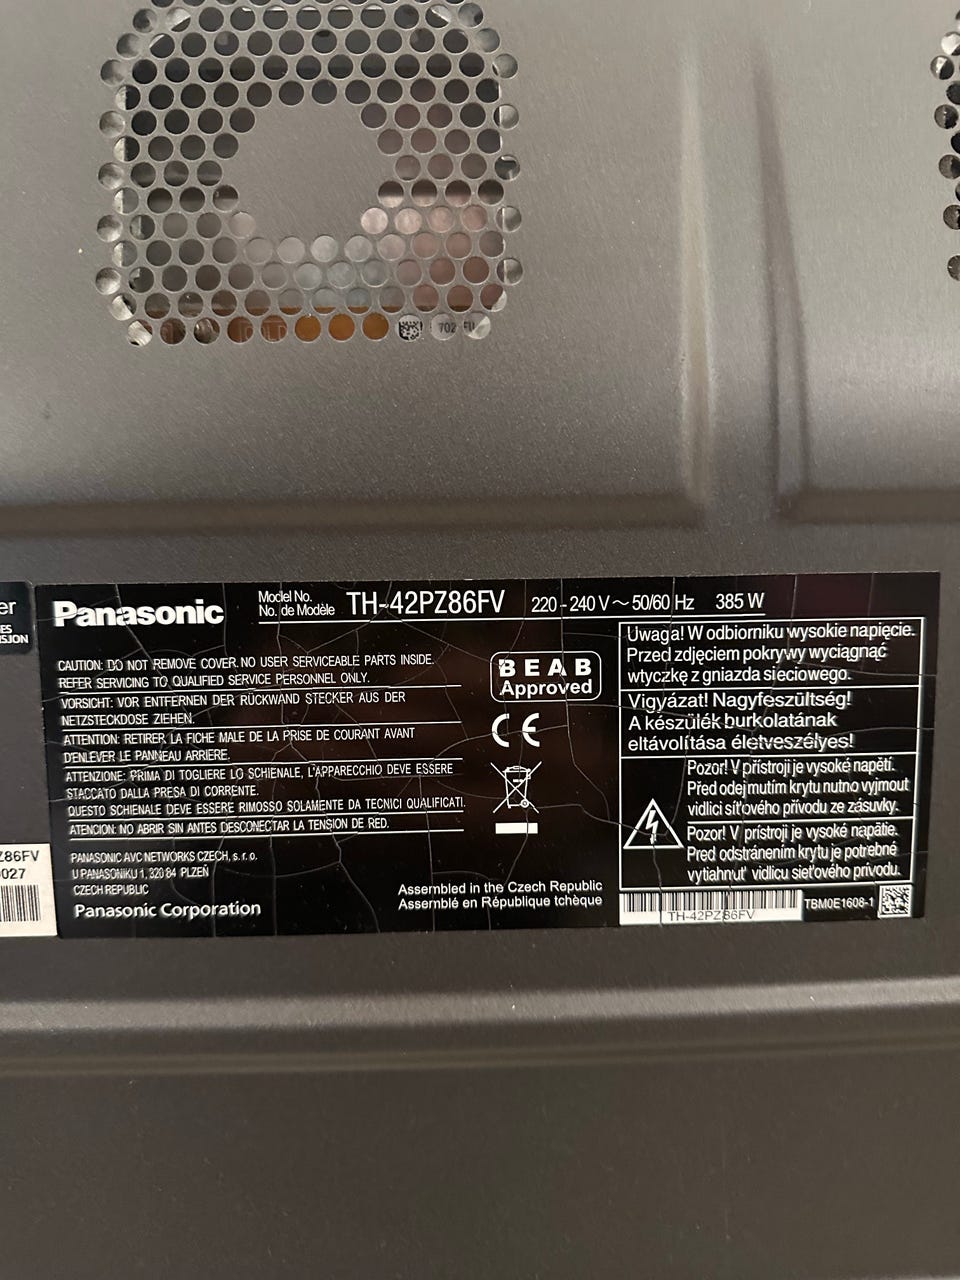 702
er
ES
Panasonic
Model No.
No. de Modèle
TH-42PZ86FV
220 - 240 V ~ 50/60 Hz
385 W
CAUTION: DO NOT REMOVE COVER. NO USER SERVICEABLE PARTS INSIDE.
REFER SERVICING TO QUALIFIED SERVICE PERSONNEL ONLY.
VORSICHT: VOR ENTFERNEN DER RÜCKWAND STECKER AUS DER
NETZSTECKDOSE ZIEHEN.
ATTENTION: RETIRER LA FICHE MALE DE LA PRISE DE COURANT AVANT
D'ENLEVER LE PANNEAU ARRIERE.
ATTENZIONE: PRIMA DI TOGLIERE LO SCHIENALE, L'APPARECCHIO DEVE ESSERE
STACCATO DALLA PRESA DI CORRENTE.
QUESTO SCHIENALE DEVE ESSERE RIMOSSO SOLAMENTE DA TECNICI QUALIFICATI.
ATENCION: NO ABRIR SIN ANTES DESCONECTAR LA TENSION DE RED.
PANASONIC AVC NETWORKS CZECH, s. r. o.
U PANASONIKU 1, 320 84 PLZEŇ
CZECH REPUBLIC
Panasonic Corporation
BEAB
Approved
CE
Assembled in the Czech Republic
Assemblé en République tchèque
Uwaga! W odbiorniku wysokie napięcie.
Przed zdjęciem pokrywy wyciągnąć
wtyczkę z gniazda sieciowego.
Vigyázat! Nagyfeszültség!
A készülék burkolatának
eltávolítása életveszélyes!
Pozor! V přístroji je vysoké napětí.
Před odejmutím krytu nutno vyjmout
vidlici síťového přívodu ze zásuvky.
Pozor! V prístroji je vysoké napätie.
Pred odstránením krytu je potrebné
vytiahnuť vidlicu sieťového prívodu.
TH-42PZ86FV
TBM0E1608-1
Z86FV
0027